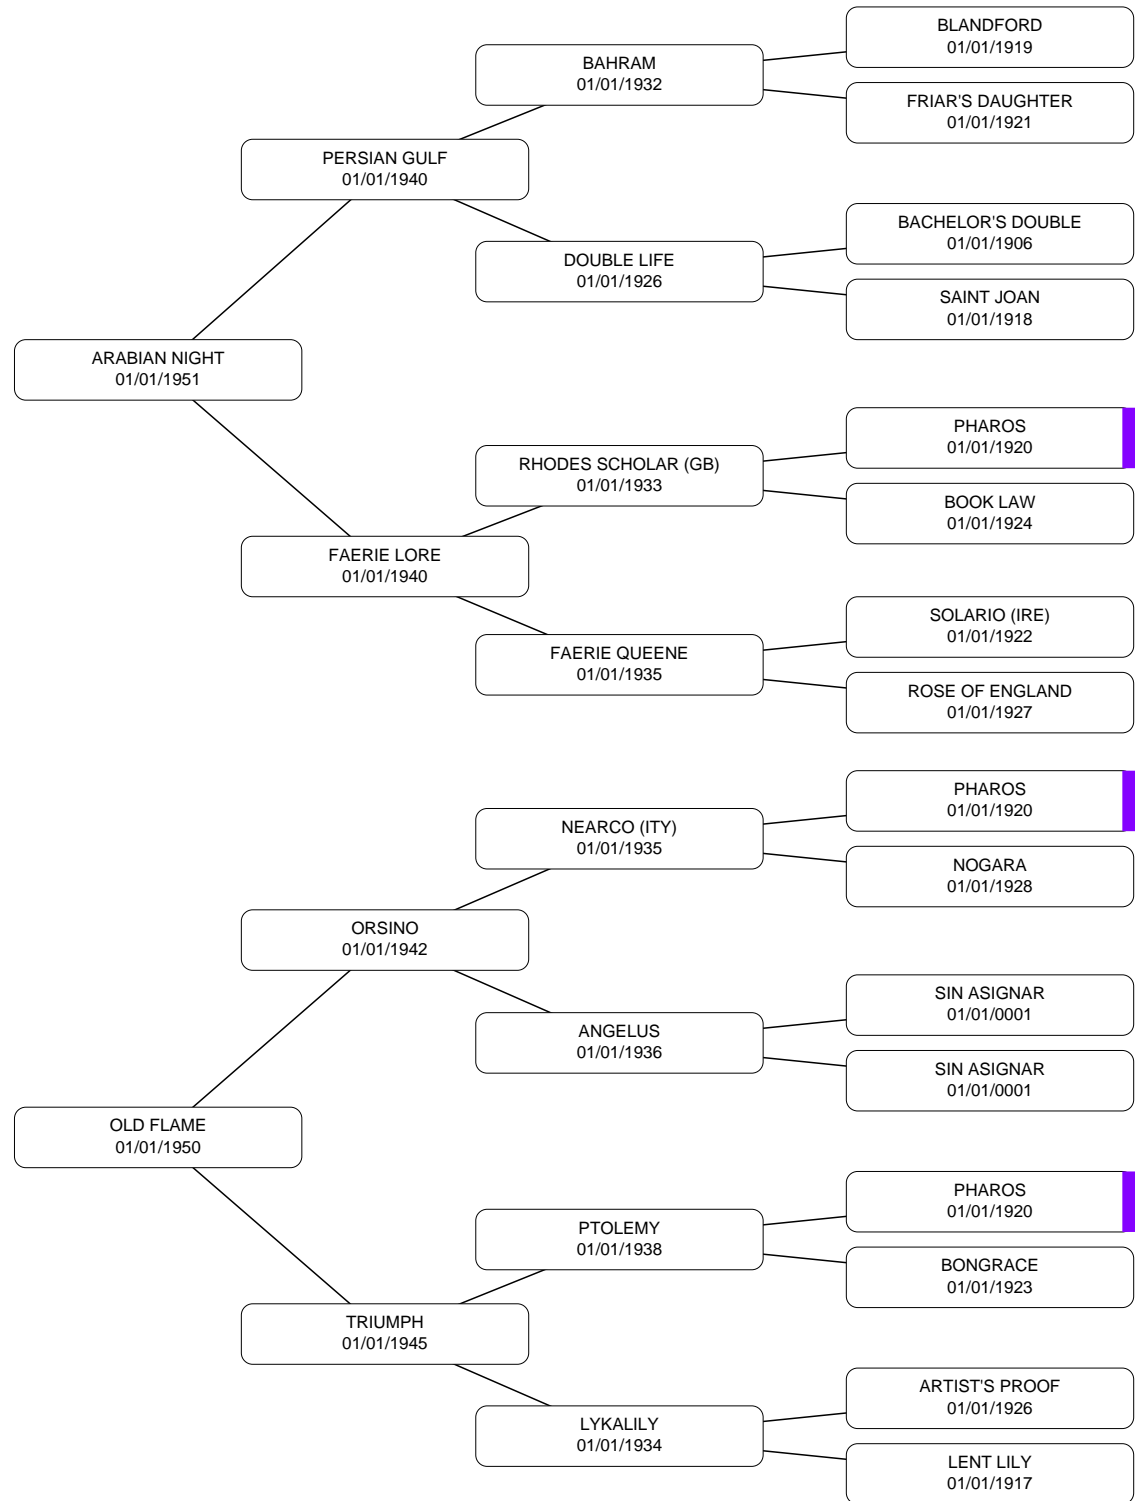 BLANDFORD
01/01/1919
BAHRAM
01/01/1932
FRIAR'S DAUGHTER
01/01/1921
PERSIAN GULF
01/01/1940
BACHELOR'S DOUBLE
01/01/1906
DOUBLE LIFE
01/01/1926
SAINT JOAN
01/01/1918
ARABIAN NIGHT
01/01/1951
PHAROS
01/01/1920
RHODES SCHOLAR (GB)
01/01/1933
BOOK LAW
01/01/1924
FAERIE LORE
01/01/1940
SOLARIO (IRE)
01/01/1922
FAERIE QUEENE
01/01/1935
ROSE OF ENGLAND
01/01/1927
PHAROS
01/01/1920
NEARCO (ITY)
01/01/1935
NOGARA
01/01/1928
ORSINO
01/01/1942
SIN ASIGNAR
01/01/0001
ANGELUS
01/01/1936
SIN ASIGNAR
01/01/0001
OLD FLAME
01/01/1950
PHAROS
01/01/1920
PTOLEMY
01/01/1938
BONGRACE
01/01/1923
TRIUMPH
01/01/1945
ARTIST'S PROOF
01/01/1926
LYKALILY
01/01/1934
LENT LILY
01/01/1917